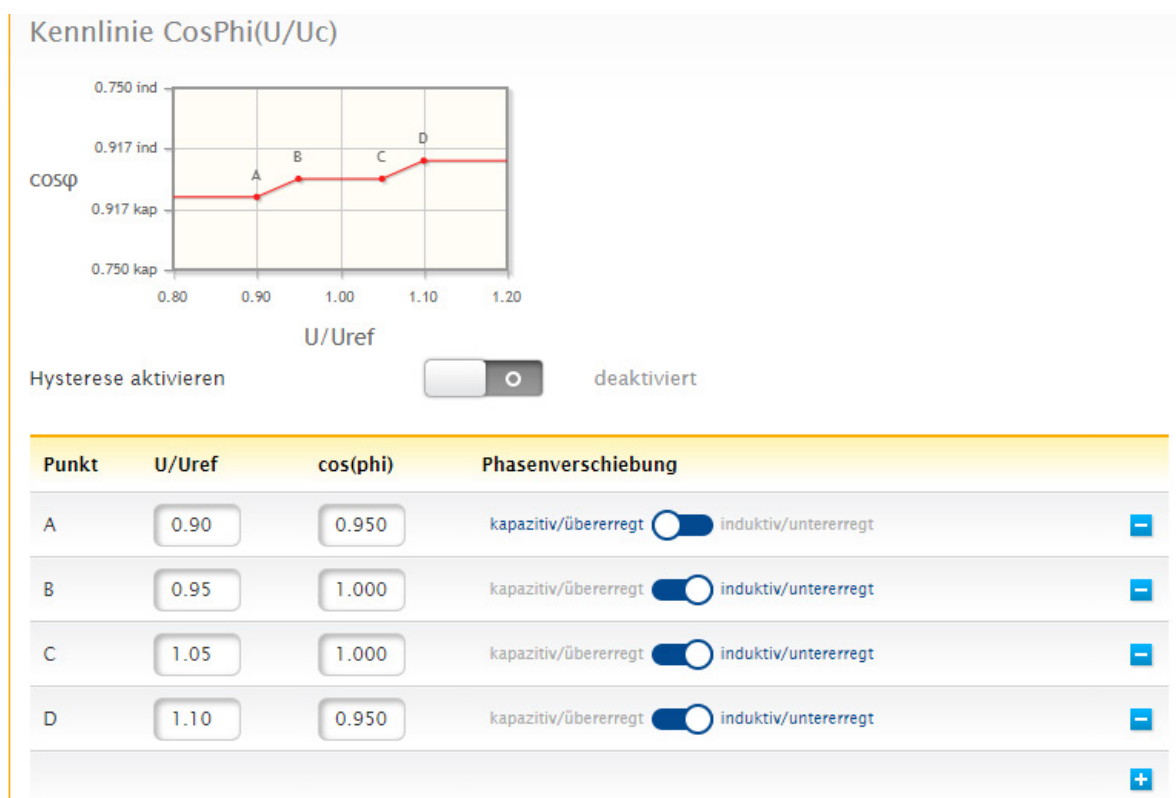 Kennlinie CosPhi(U/Uc)
0.750 ind
0.917 ind
cosφ
0.917 kap
0.750 kap
A
B
C
D
0.80 0.90 1.00 1.10 1.20
U/Uref
Hysterese aktivieren deaktiviert
Punkt U/Uref cos(phi) Phasenverschiebung
A 0.90 0.950 kapazitiv/übererregt induktiv/untererregt
B 0.95 1.000 kapazitiv/übererregt induktiv/untererregt
C 1.05 1.000 kapazitiv/übererregt induktiv/untererregt
D 1.10 0.950 kapazitiv/übererregt induktiv/untererregt